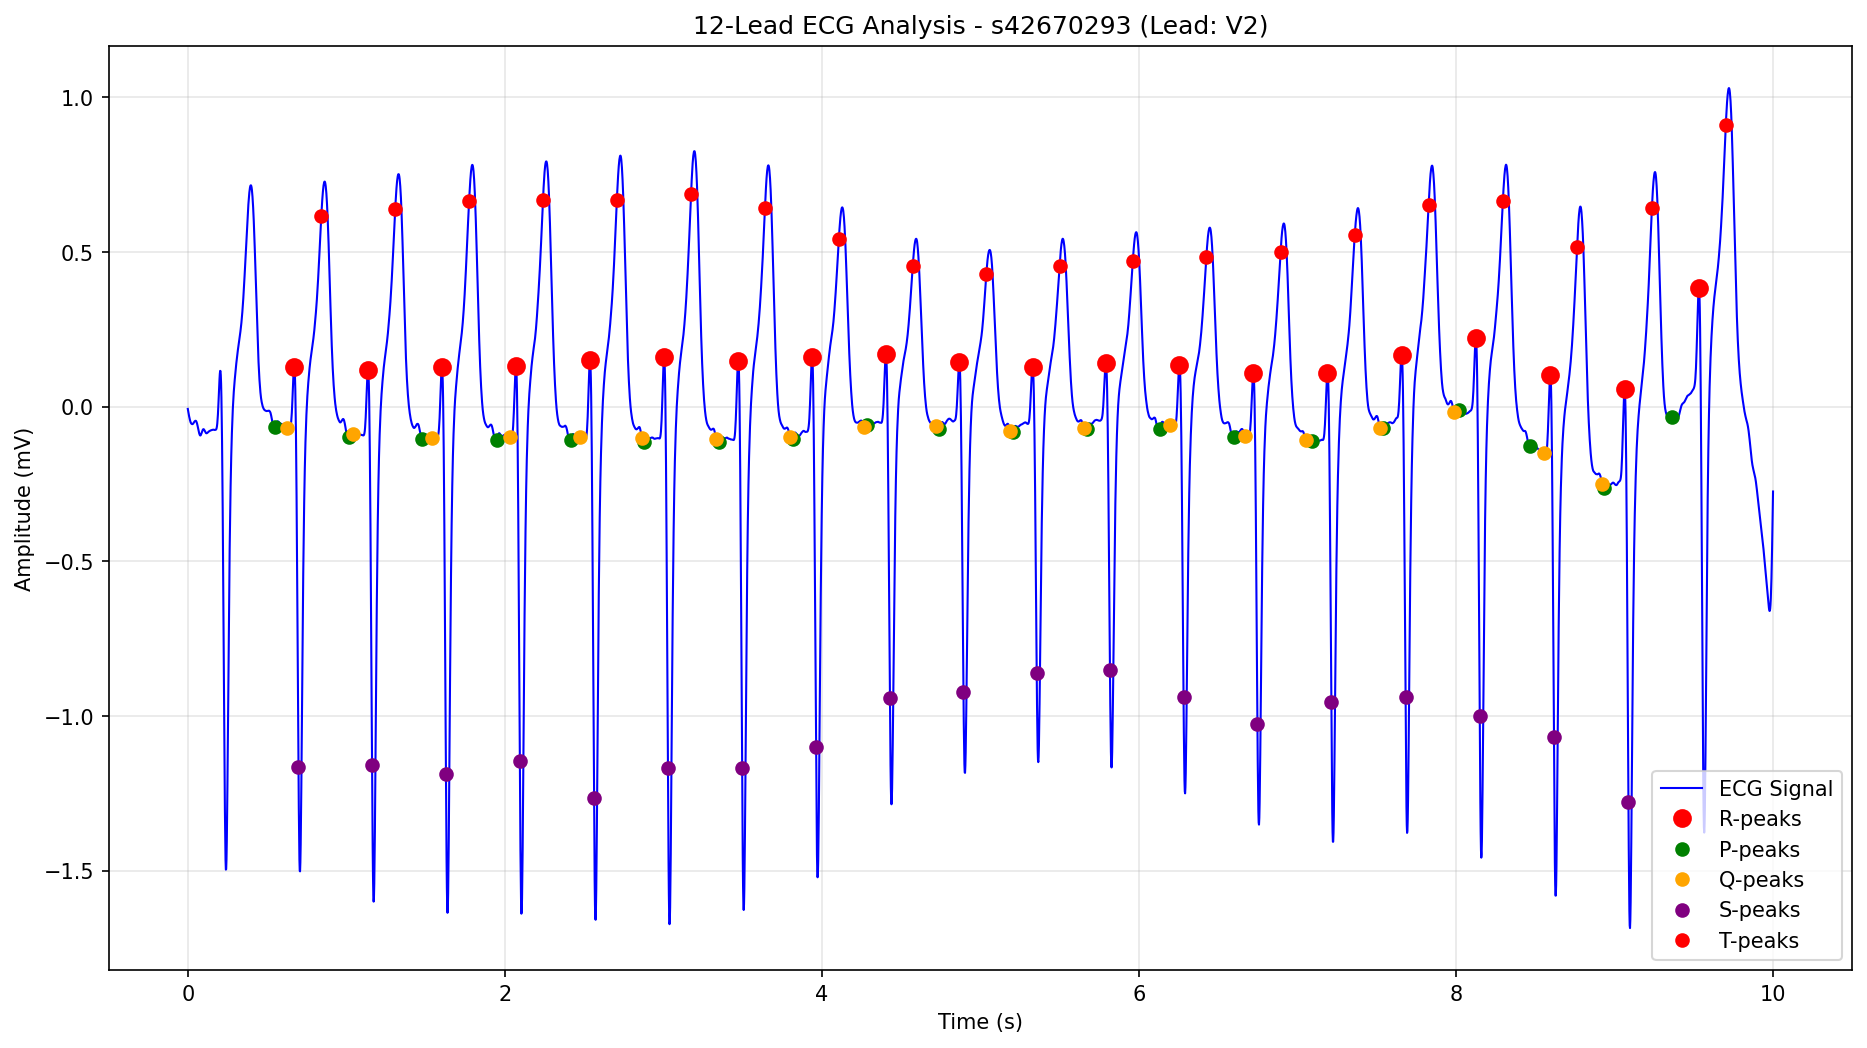 12-Lead ECG Analysis - s42670293 (Lead: V2)
Amplitude (mV)
1.0
0.5
0.0
−0.5
−1.0
−1.5
0 2 4 6 8 10
Time (s)
ECG Signal
R-peaks
P-peaks
Q-peaks
S-peaks
T-peaks